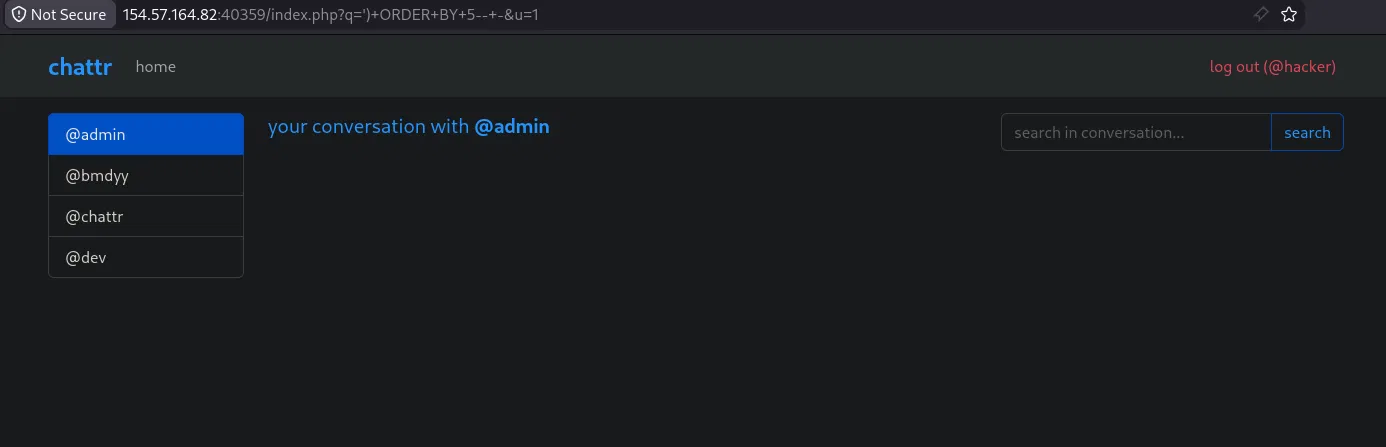 Not Secure 154.57.164.82:40359/index.php?q=')+ORDER+BY+5--+-&u=1
chattr home log out (@hacker)
@admin your conversation with @admin search in conversation... search
@bmdyy
@chattr
@dev